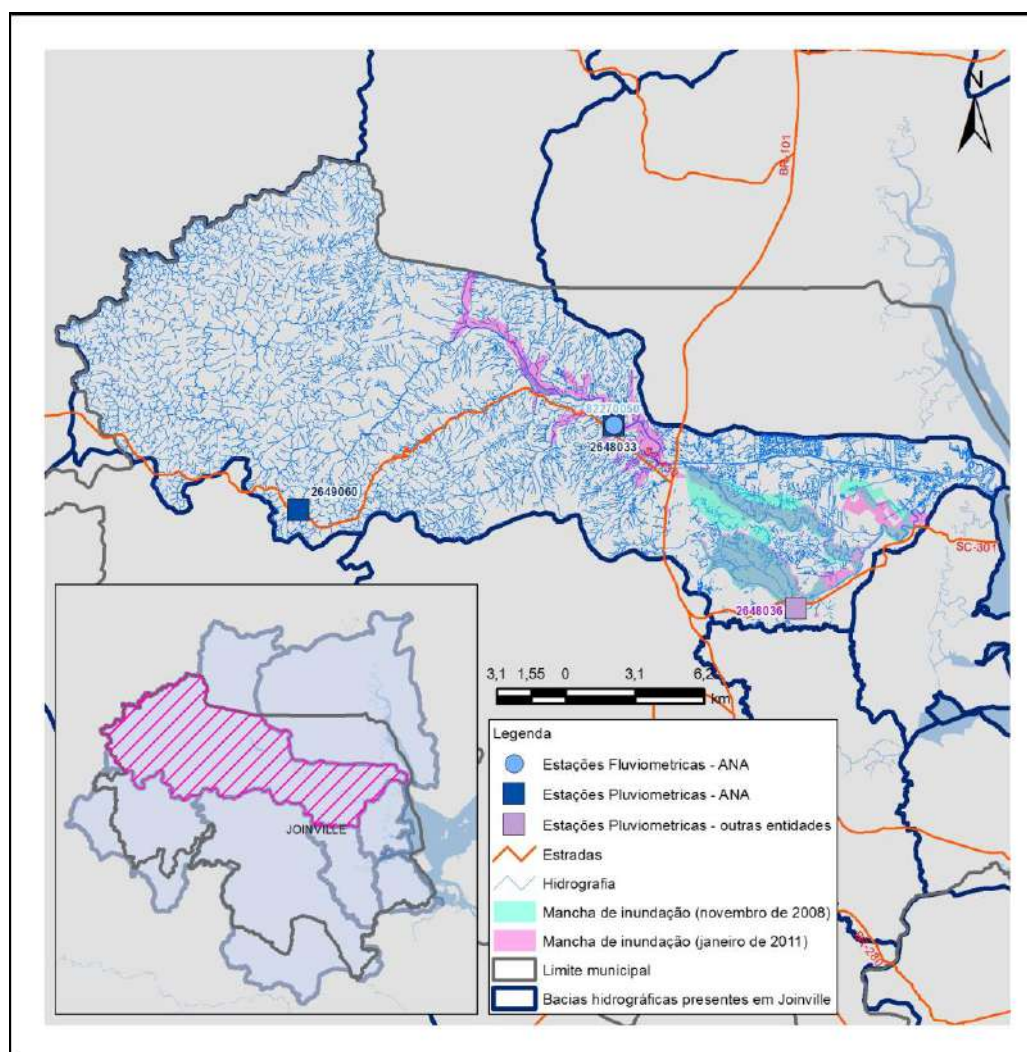 N
BR-101
82270050
2648033
2649060
SC-301
2648036
3,1 1,55 0 3,1 6,2
km
JOINVILLE
Legenda
Estações Fluviometricas - ANA
Estações Pluviometricas - ANA
Estações Pluviometricas - outras entidades
Estradas
Hidrografia
Mancha de inundação (novembro de 2008)
Mancha de inundação (janeiro de 2011)
Limite municipal
Bacias hidrográficas presentes em Joinville